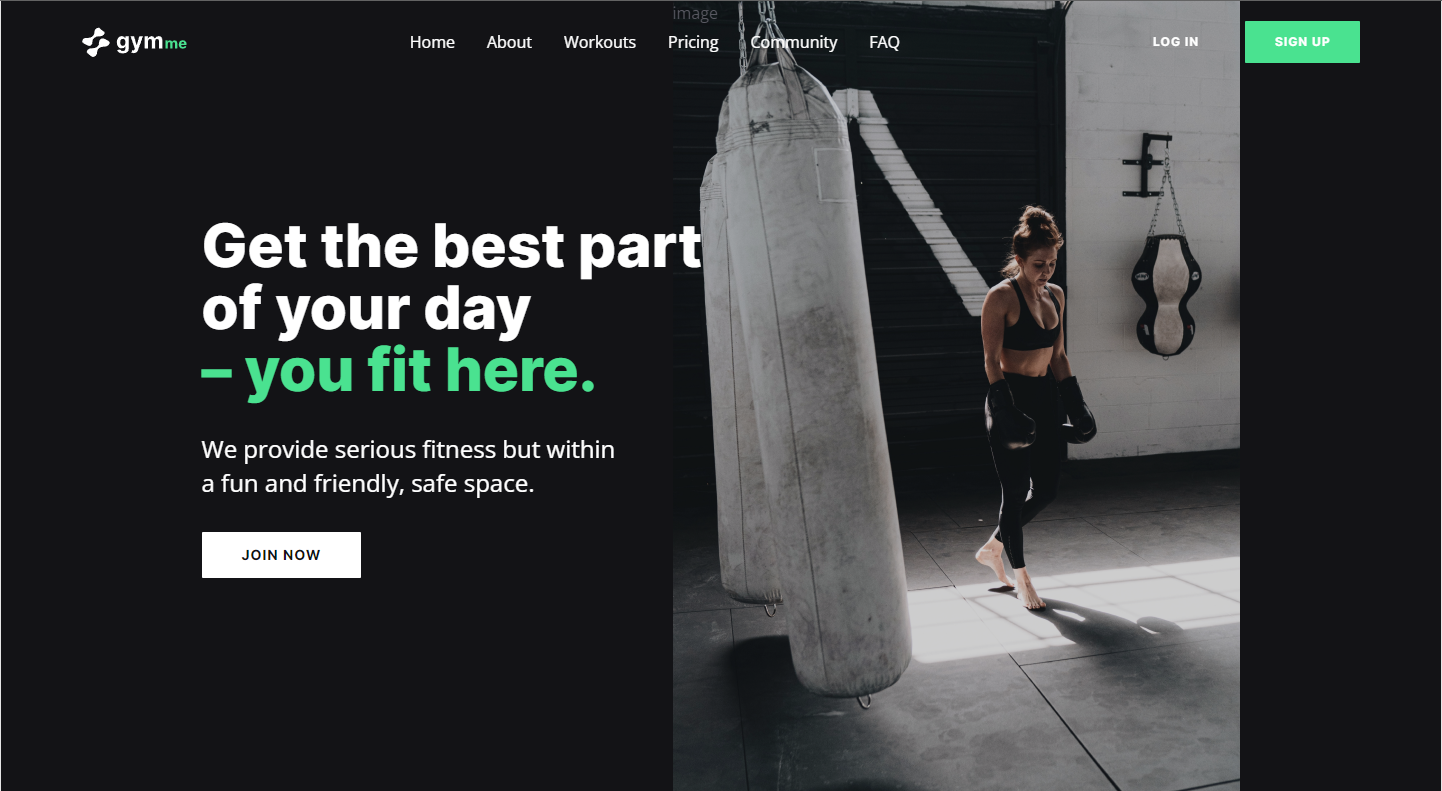 image
gymme
Home About Workouts Pricing Community FAQ
LOG IN
SIGN UP
Get the best part
of your day
– you fit here.
We provide serious fitness but within
a fun and friendly, safe space.
JOIN NOW